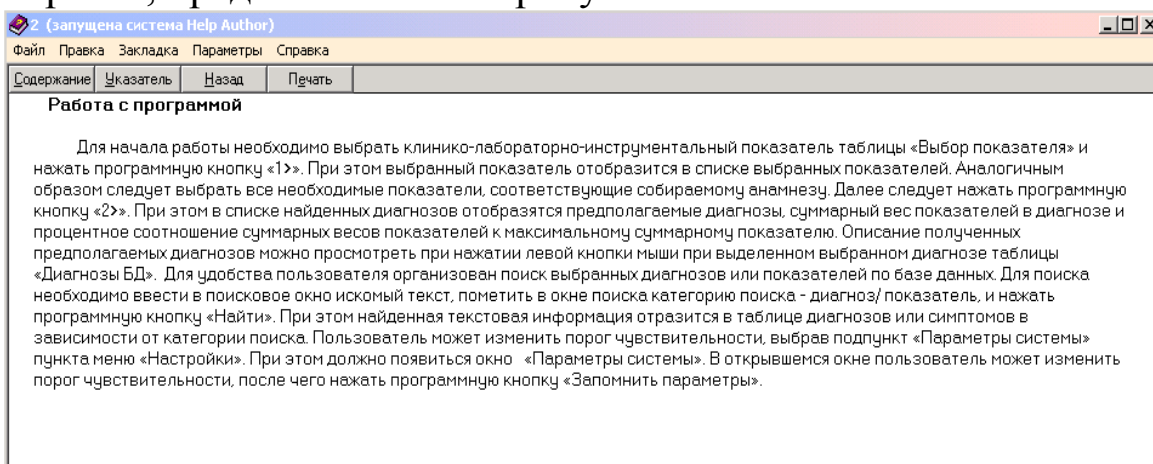 2 (запущена система Help Author)
Файл Правка Закладка Параметры Справка
Содержание Указатель Назад Печать
Работа с программой
Для начала работы необходимо выбрать клинико-лабораторно-инструментальный показатель таблицы «Выбор показателя» и
нажать программную кнопку «1>». При этом выбранный показатель отобразится в списке выбранных показателей. Аналогичным
образом следует выбрать все необходимые показатели, соответствующие собираемому анамнезу. Далее следует нажать программную
кнопку «2>». При этом в списке найденных диагнозов отобразятся предполагаемые диагнозы, суммарный вес показателей в диагнозе и
процентное соотношение суммарных весов показателей к максимальному суммарному показателю. Описание полученных
предполагаемых диагнозов можно просмотреть при нажатии левой кнопки мыши при выделенном выбранном диагнозе таблицы
«Диагнозы БД». Для удобства пользователя организован поиск выбранных диагнозов или показателей по базе данных. Для поиска
необходимо ввести в поисковое окно искомый текст, пометить в окне поиска категорию поиска - диагноз/ показатель, и нажать
программную кнопку «Найти». При этом найденная текстовая информация отразится в таблице диагнозов или симптомов в
зависимости от категории поиска. Пользователь может изменить порог чувствительности, выбрав подпункт «Параметры системы»
пункта меню «Настройки». При этом должно появиться окно «Параметры системы». В открывшемся окне пользователь может изменить
порог чувствительности, после чего нажать программную кнопку «Запомнить параметры».